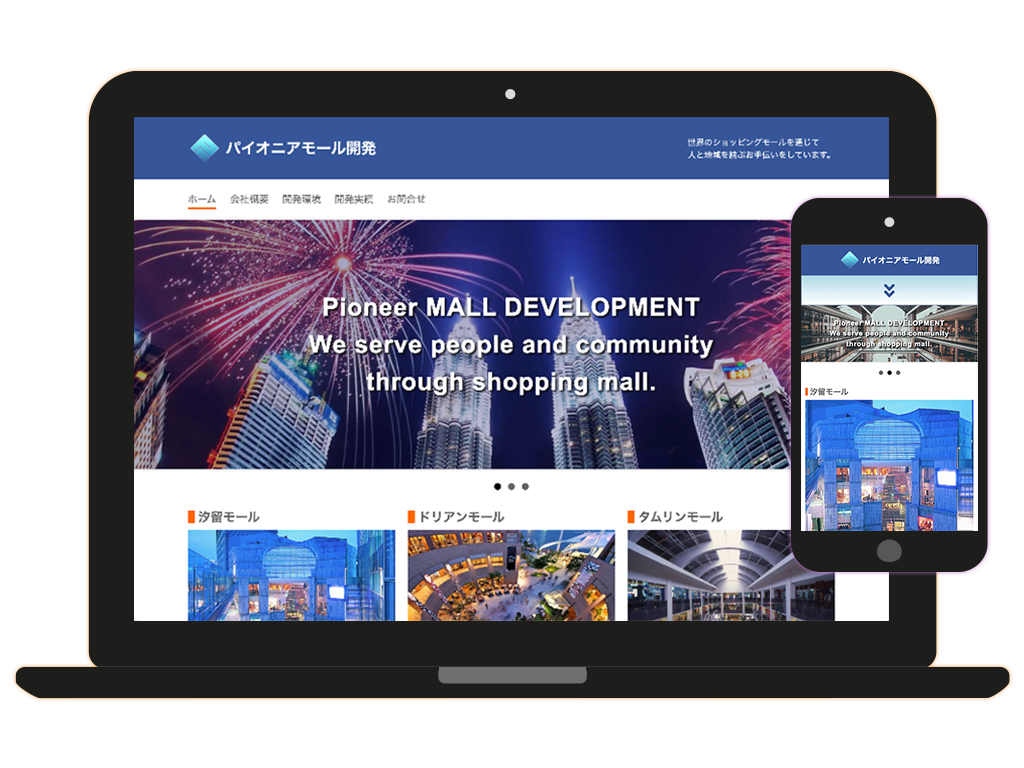 パイオニアモール開発
世界のショッピングモールを通じて
人と地域を結ぶお手伝いをしています。
ホーム 会社概要 開発環境 開発実績 お問合せ
Pioneer MALL DEVELOPMENT
We serve people and community
through shopping mall.
汐留モール ドリアンモール タムリンモール
パイオニアモール開発
Pioneer MALL DEVELOPMENT
We serve people and community
through shopping mall.
汐留モール